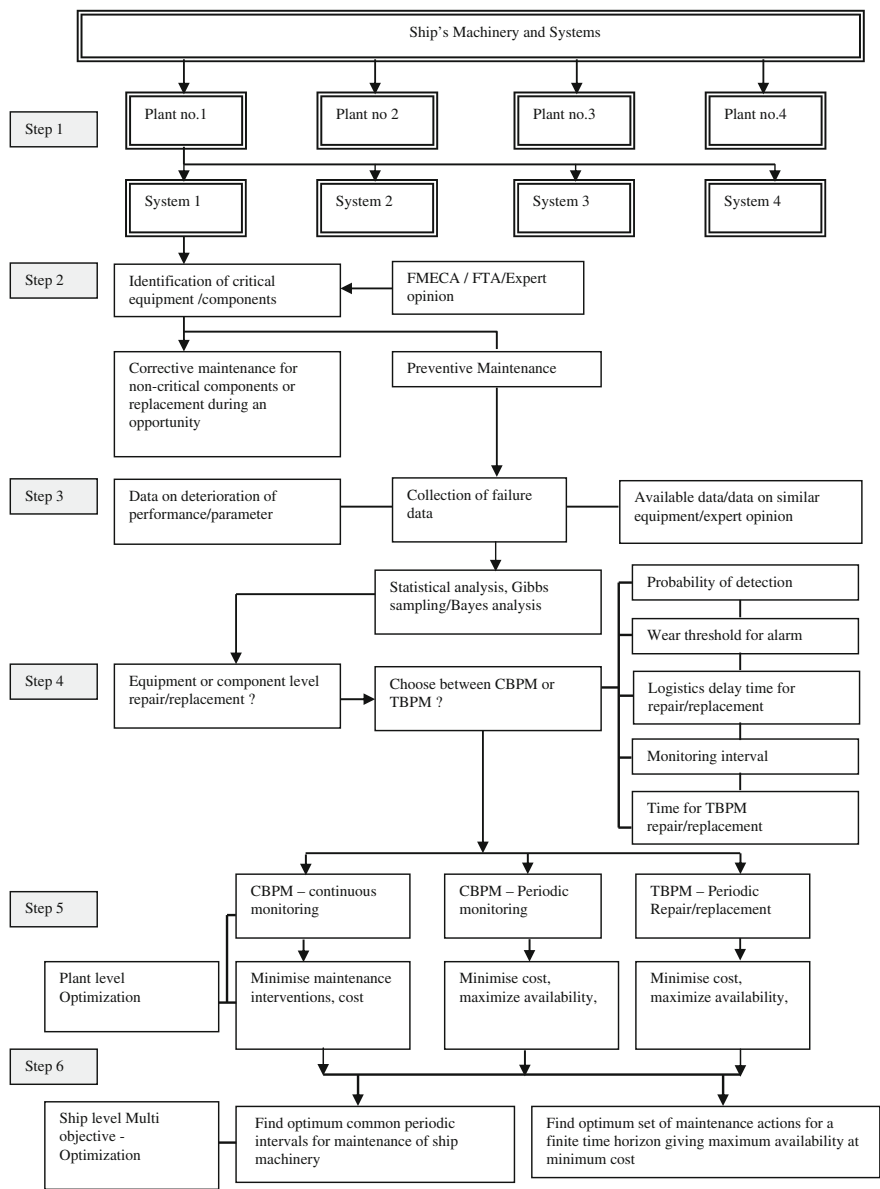 Ship's Machinery and Systems
Step 1
Plant no.1
Plant no 2
Plant no.3
Plant no.4
System 1
System 2
System 3
System 4
Step 2
Identification of critical
equipment /components
FMECA / FTA/Expert
opinion
Corrective maintenance for
non-critical components or
replacement during an
opportunity
Preventive Maintenance
Step 3
Data on deterioration of
performance/parameter
Collection of failure
data
Available data/data on similar
equipment/expert opinion
Statistical analysis, Gibbs
sampling/Bayes analysis
Probability of detection
Wear threshold for alarm
Step 4
Equipment or component level
repair/replacement ?
Choose between CBPM or
TBPM ?
Logistics delay time for
repair/replacement
Monitoring interval
Time for TBPM
repair/replacement
Step 5
CBPM – continuous
monitoring
CBPM – Periodic
monitoring
TBPM – Periodic
Repair/replacement
Plant level
Optimization
Minimise maintenance
interventions, cost
Minimise cost,
maximize availability,
Minimise cost,
maximize availability,
Step 6
Ship level Multi
objective -
Optimization
Find optimum common periodic
intervals for maintenance of ship
machinery
Find optimum set of maintenance actions for
a finite time horizon giving maximum availability at
minimum cost